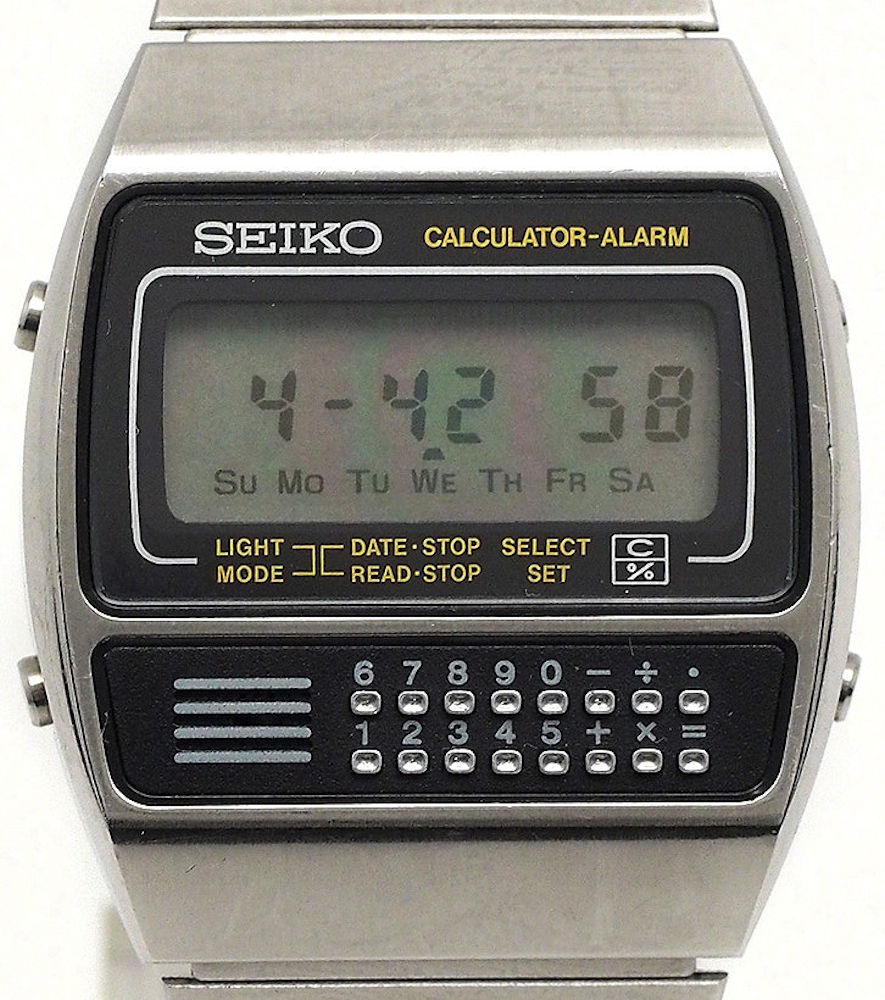 SEIKO CALCULATOR-ALARM
4-42 58
SU MO TU WE TH FR SA
LIGHT DATE·STOP SELECT C
MODE READ·STOP SET %
6 7 8 9 0 − ÷ ·
1 2 3 4 5 + × =